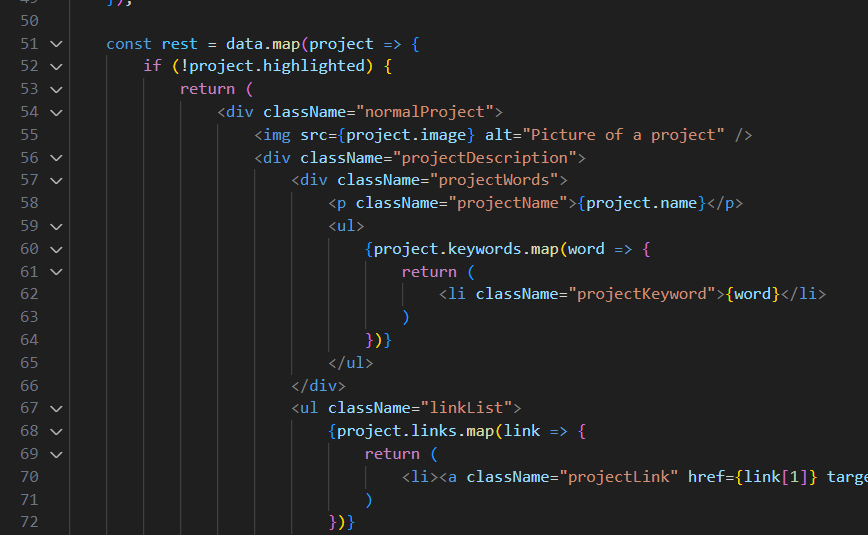 49 });
50
51 const rest = data.map(project => {
52 if (!project.highlighted) {
53 return (
54 <div className="normalProject">
55 <img src={project.image} alt="Picture of a project" />
56 <div className="projectDescription">
57 <div className="projectWords">
58 <p className="projectName">{project.name}</p>
59 <ul>
60 {project.keywords.map(word => {
61 return (
62 <li className="projectKeyword">{word}</li>
63 )
64 })}
65 </ul>
66 </div>
67 <ul className="linkList">
68 {project.links.map(link => {
69 return (
70 <li><a className="projectLink" href={link[1]} targe
71 )
72 })}